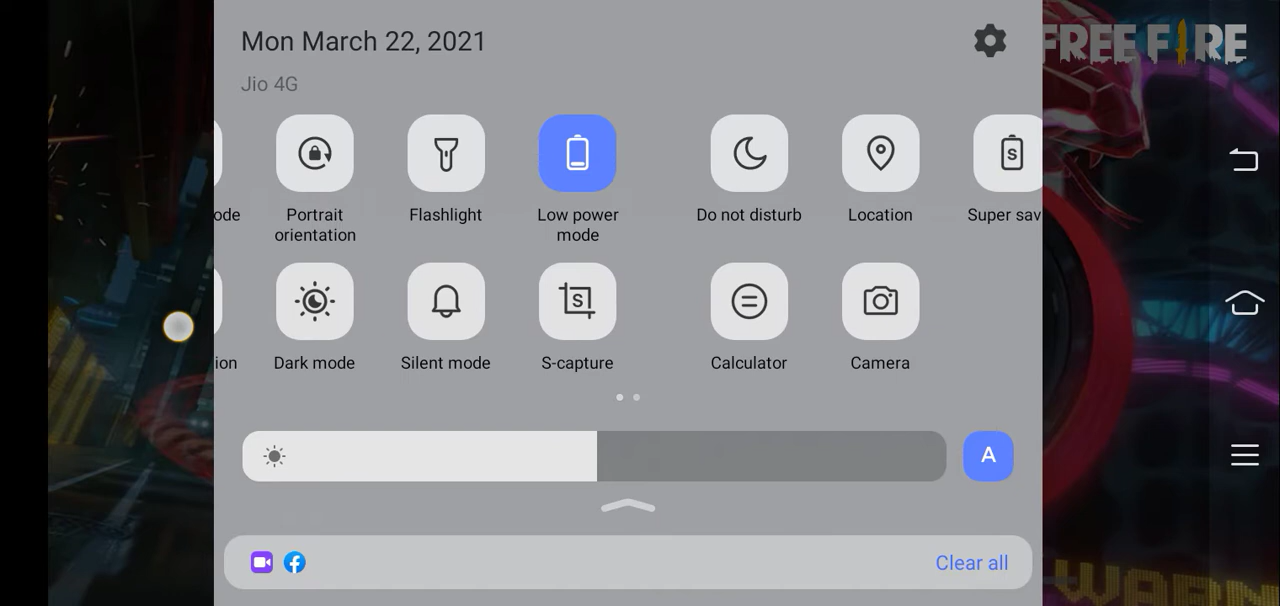 Mon March 22, 2021
FREE FIRE
Jio 4G
ode
Portrait orientation
Flashlight
Low power mode
Do not disturb
Location
Super sav
ion
Dark mode
Silent mode
S-capture
Calculator
Camera
A
Clear all
WARN